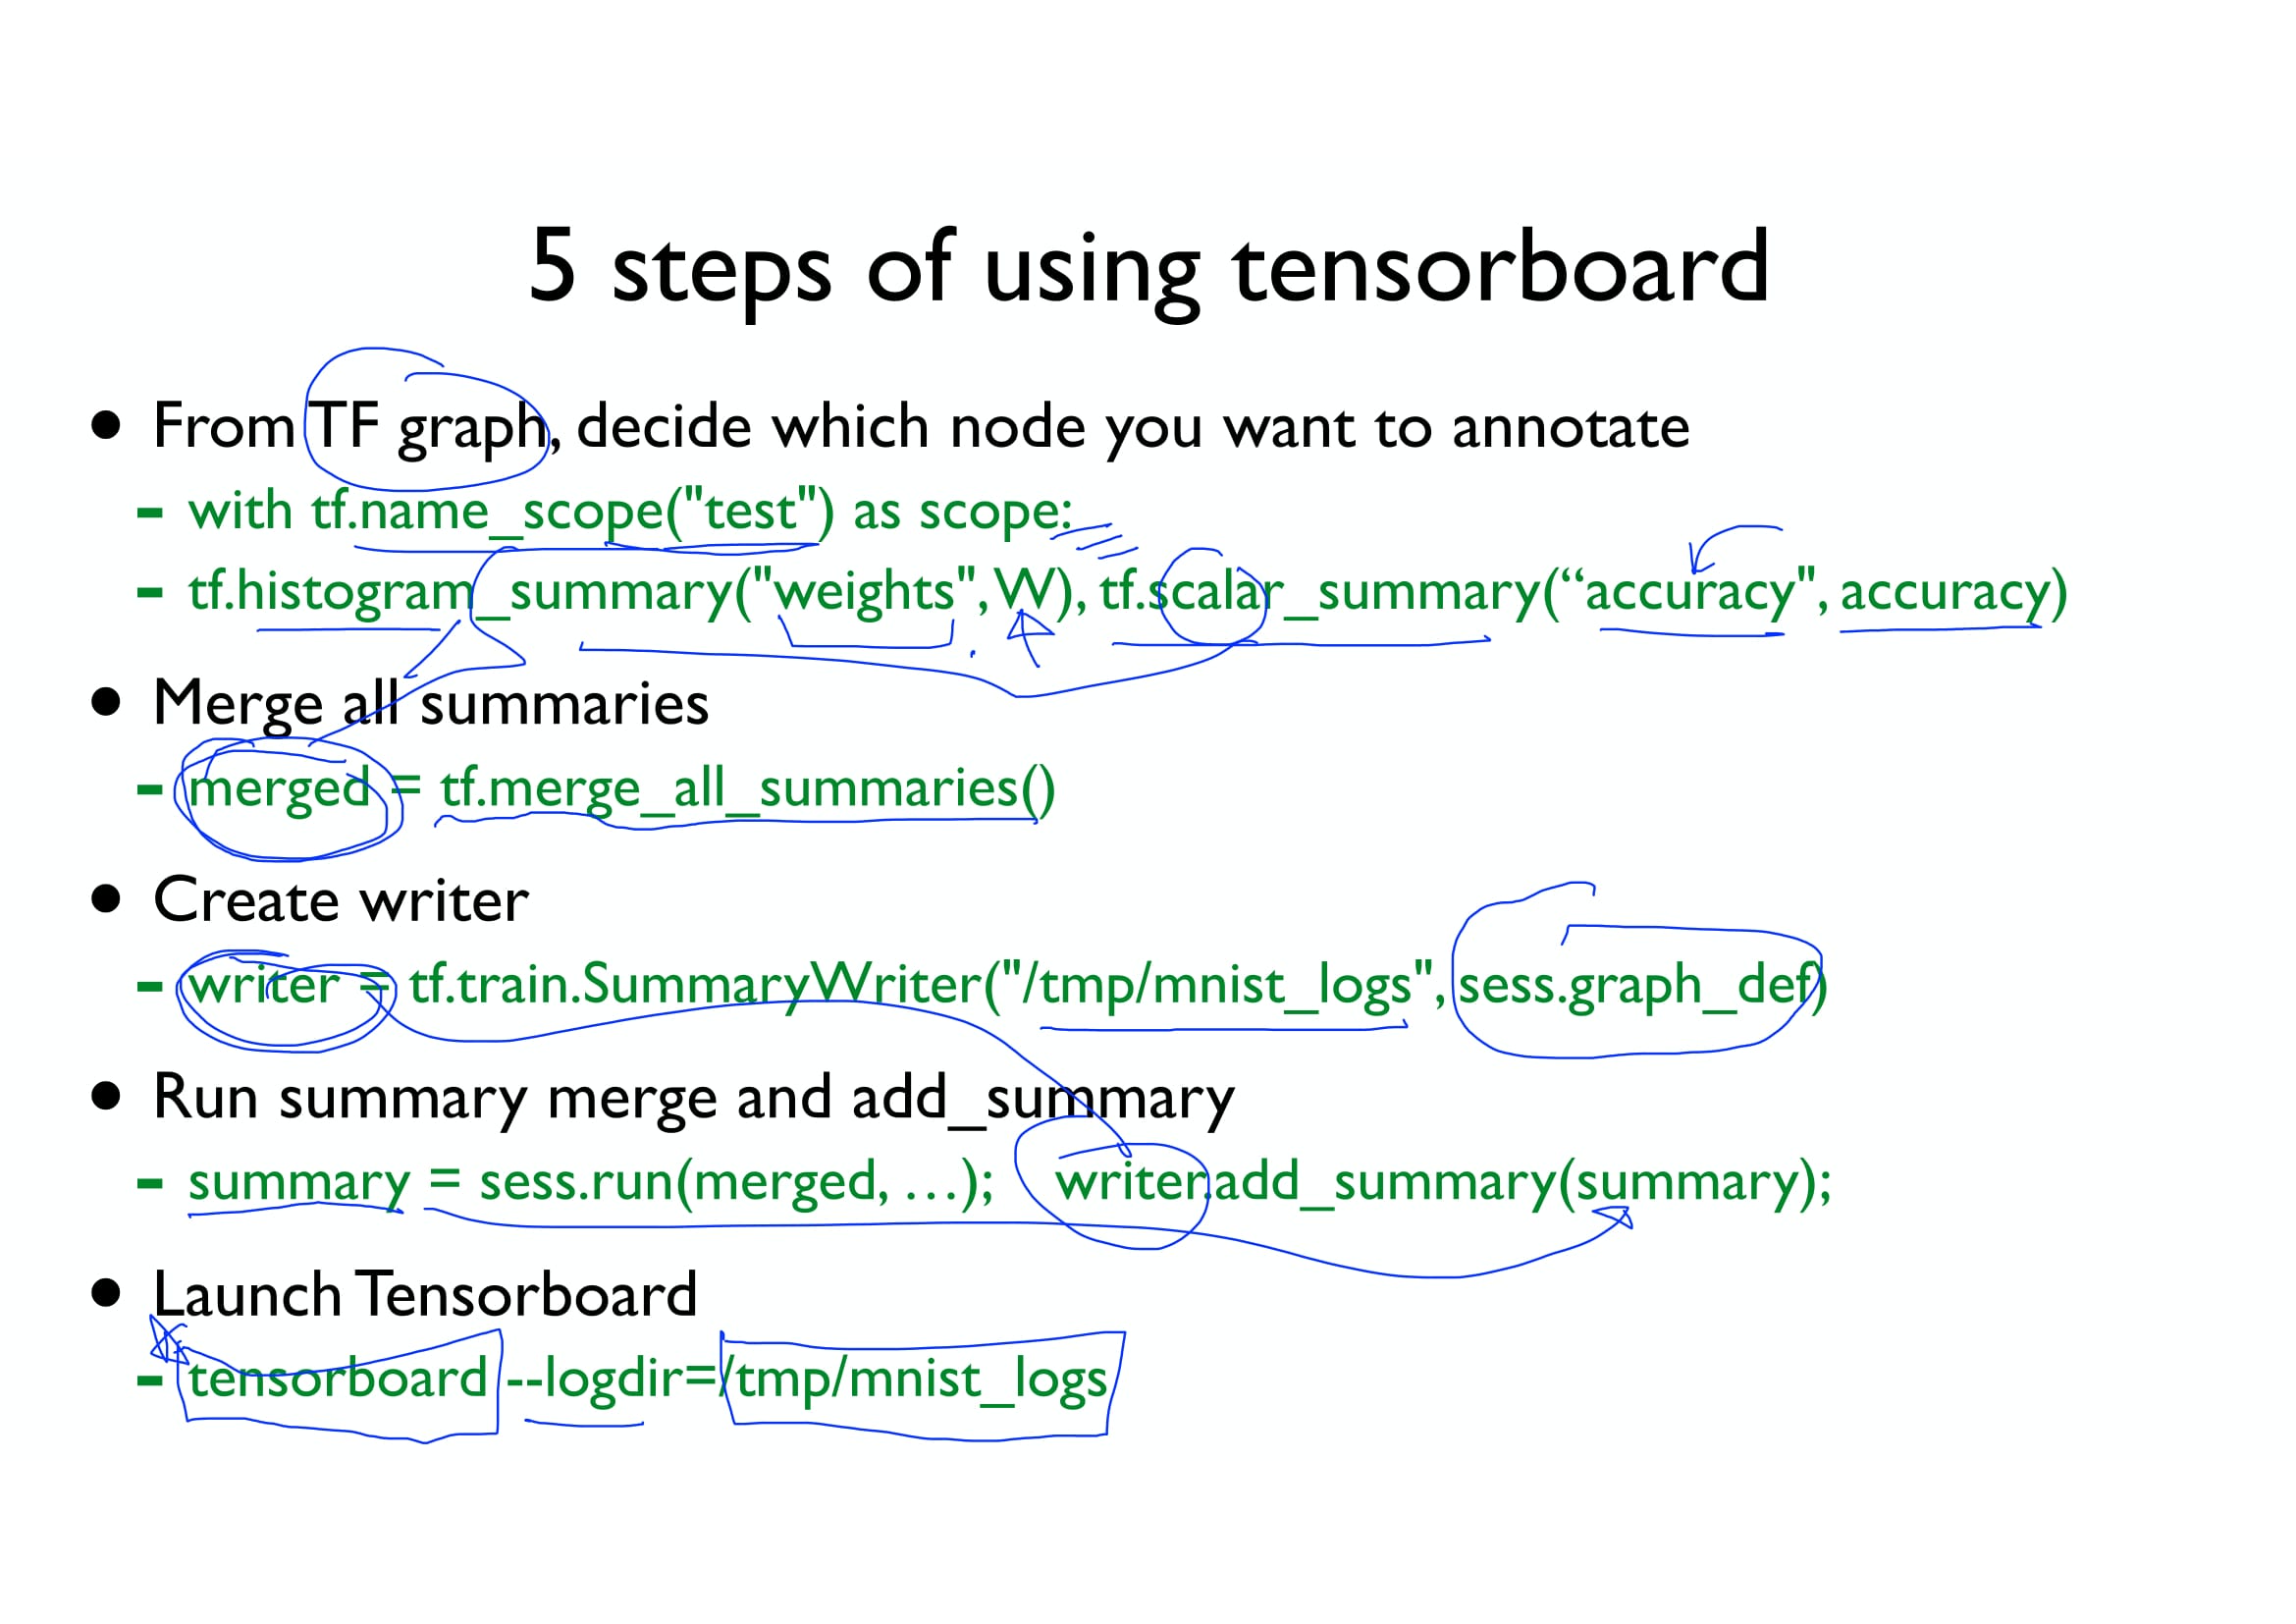 5 steps of using tensorboard
● From TF graph, decide which node you want to annotate
- with tf.name_scope("test") as scope:
- tf.histogram_summary("weights", W), tf.scalar_summary(“accuracy", accuracy)
● Merge all summaries
- merged = tf.merge_all_summaries()
● Create writer
- writer = tf.train.SummaryWriter("/tmp/mnist_logs", sess.graph_def)
● Run summary merge and add_summary
- summary = sess.run(merged, …); writer.add_summary(summary);
● Launch Tensorboard
- tensorboard --logdir=/tmp/mnist_logs